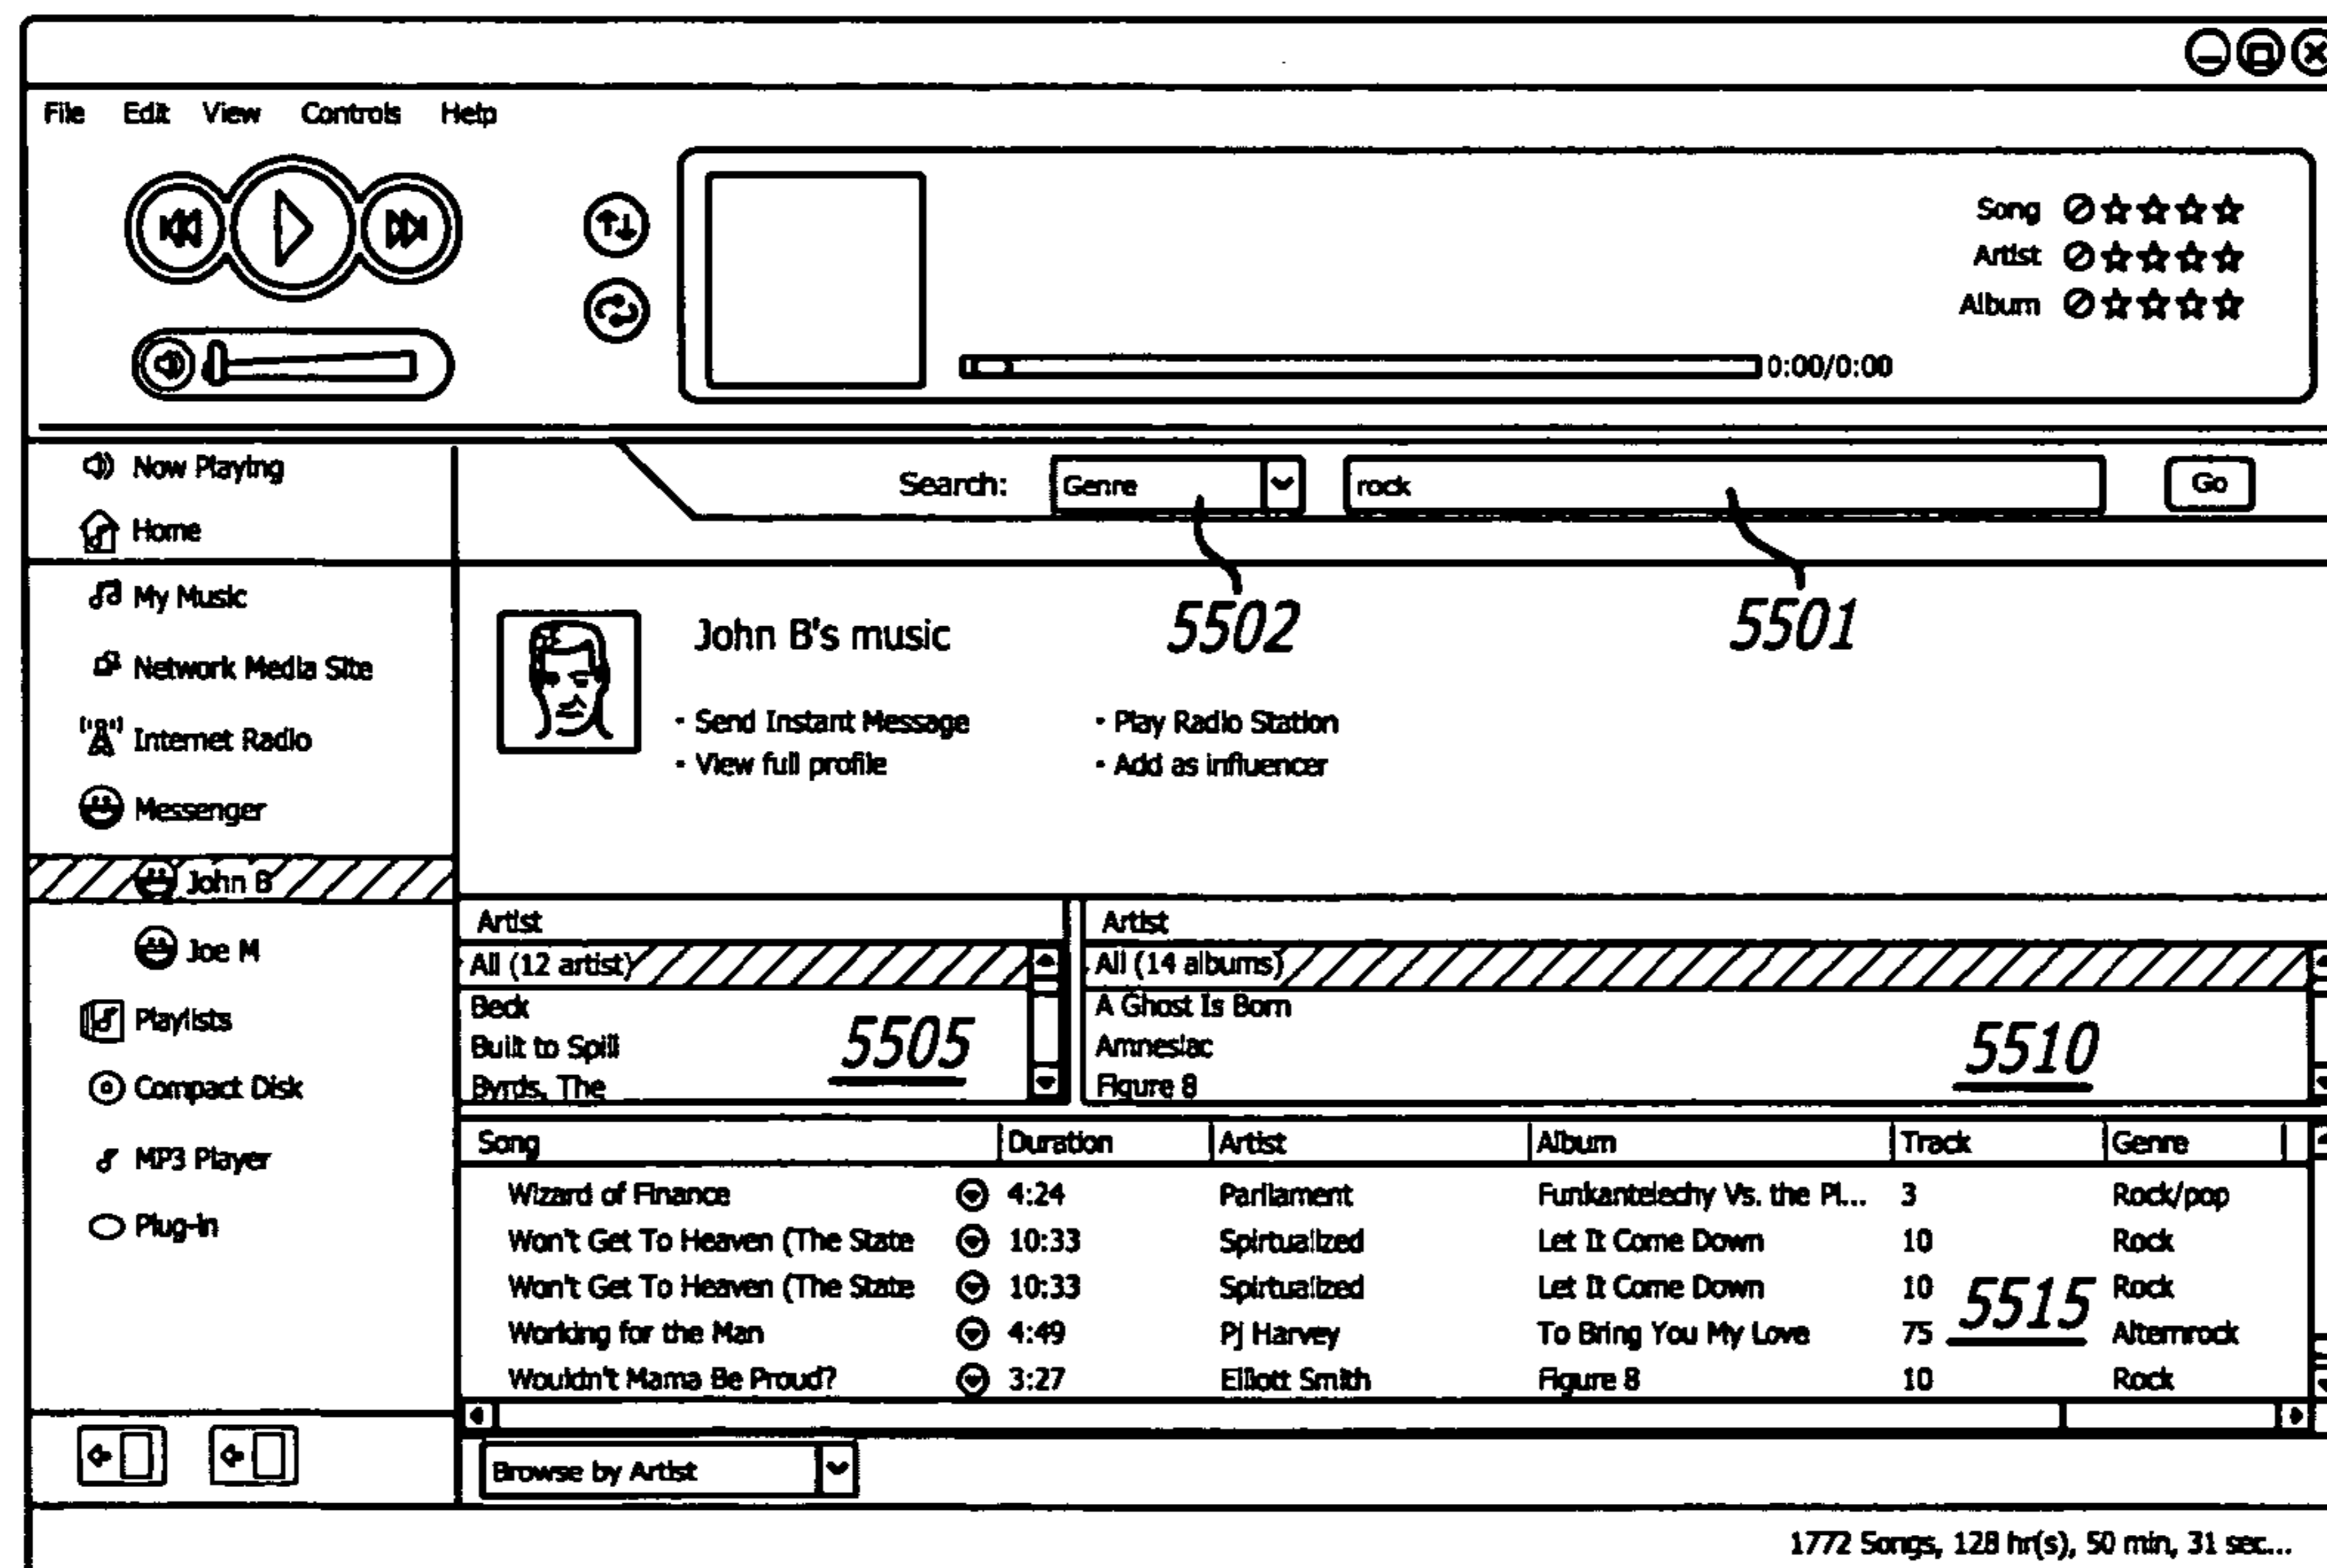 File Edit View Controls Help
Song
Artist
Album
0:00/0:00
Now Playing
Home
My Music
Network Media Site
Internet Radio
Messenger
John B
Joe M
Playlists
Compact Disk
MP3 Player
Plug-in
Search: Genre rock Go
5502 5501
John B's music
- Send Instant Message - Play Radio Station
- View full profile - Add as influencer
Artist
All (12 artist)
Beck
Built to Spill
Byrds, The
5505
Artist
All (14 albums)
A Ghost Is Born
Amnesiac
Figure 8
5510
Song Duration Artist Album Track Genre
Wizard of Finance 4:24 Parliament Funkantelechy Vs. the Pl... 3 Rock/pop
Won't Get To Heaven (The State 10:33 Spirtualized Let It Come Down 10 Rock
Won't Get To Heaven (The State 10:33 Spirtualized Let It Come Down 10 Rock
5515
Working for the Man 4:49 Pj Harvey To Bring You My Love 75 Alternrock
Wouldn't Mama Be Proud? 3:27 Elliott Smith Figure 8 10 Rock
Browse by Artist
1772 Songs, 128 hr(s), 50 min, 31 sec...